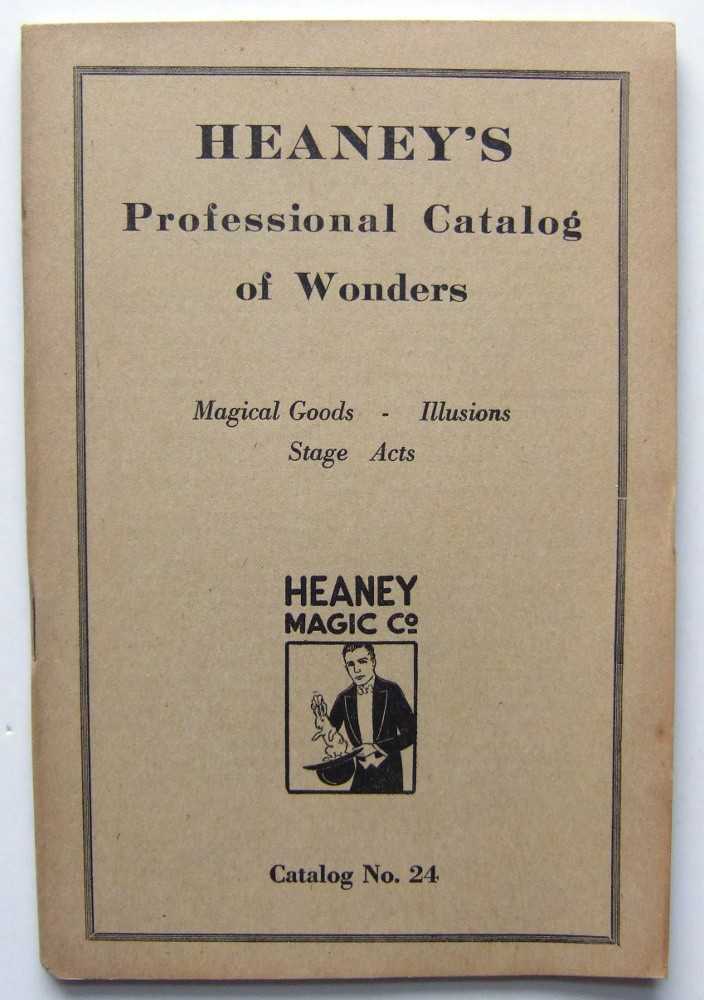 HEANEY'S
Professional Catalog
of Wonders
Magical Goods - Illusions
Stage Acts
HEANEY
MAGIC Cº
Catalog No. 24